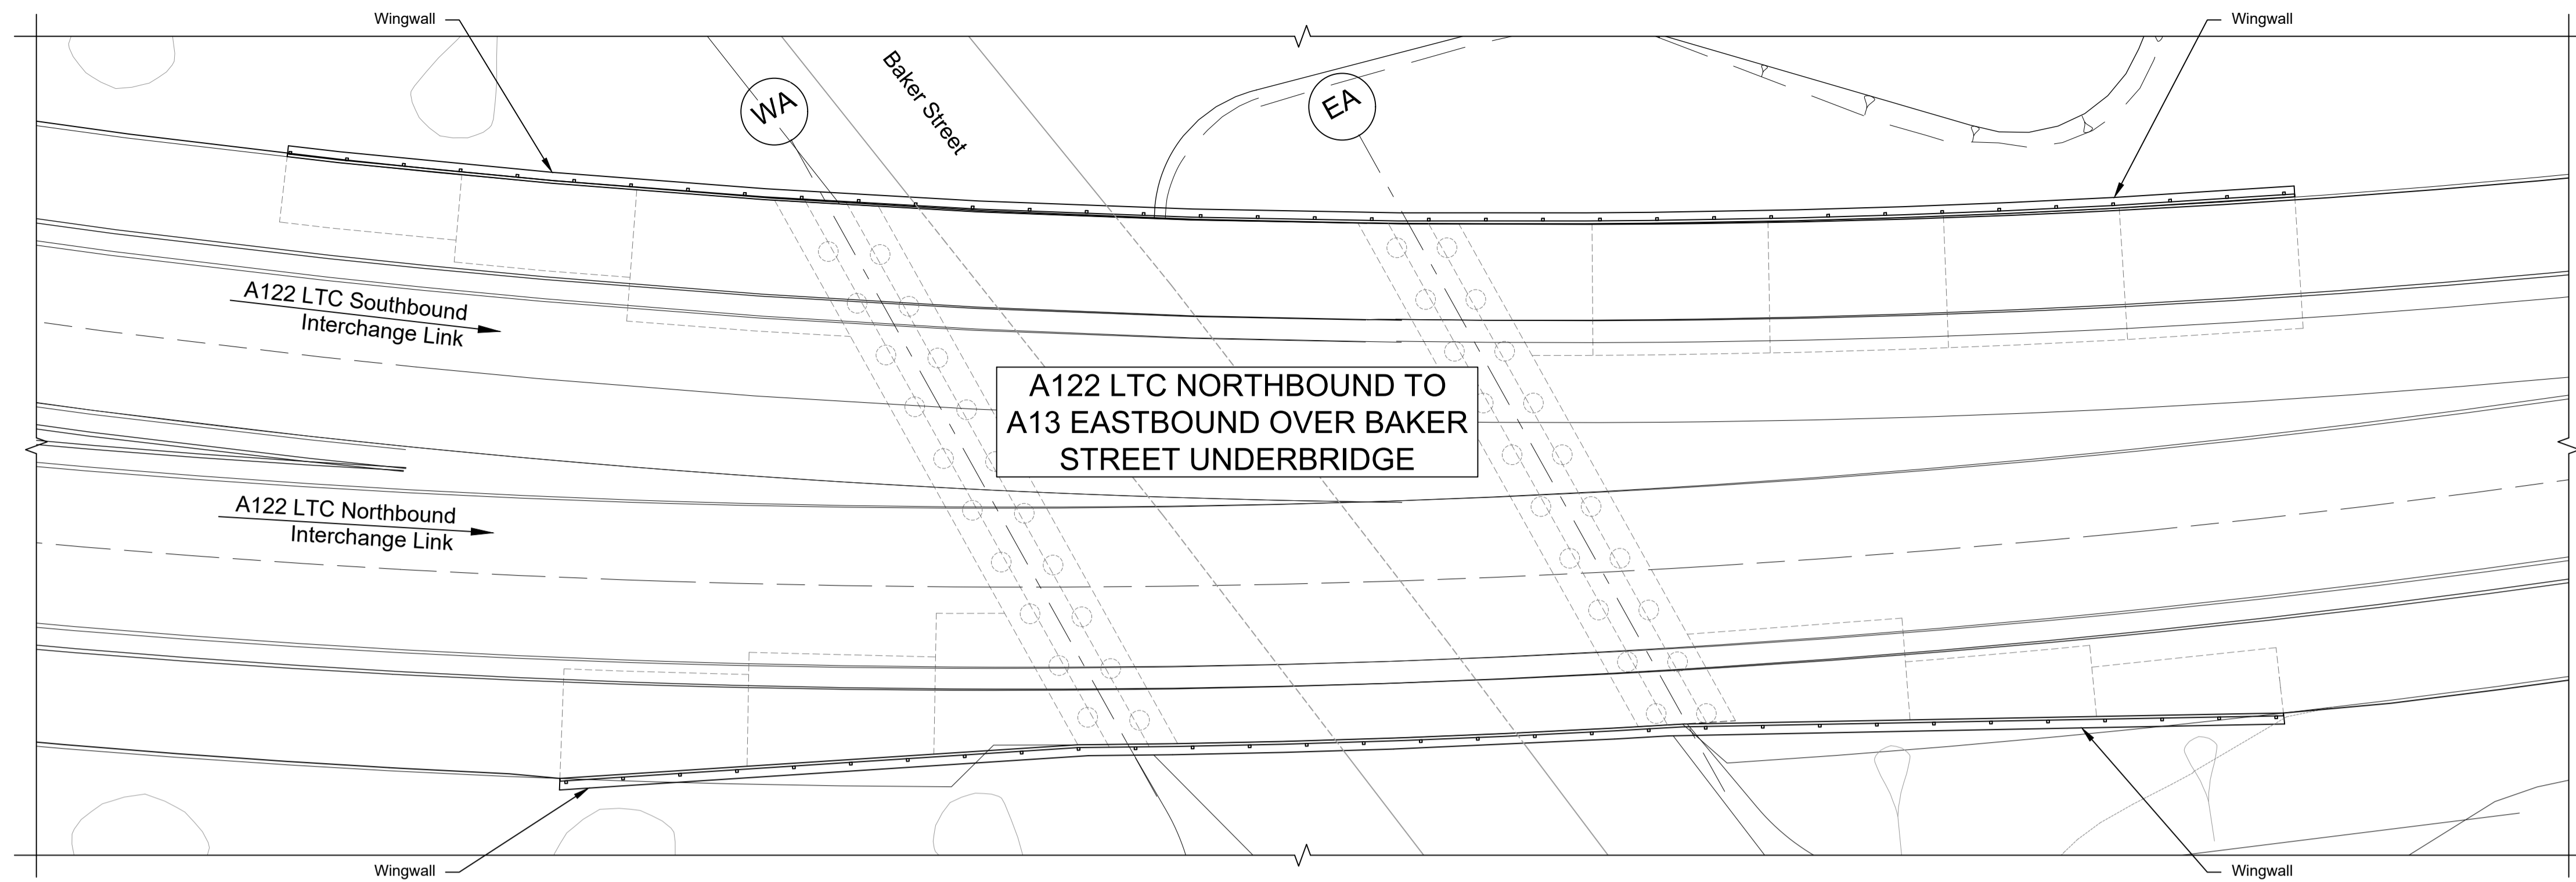 Wingwall
Wingwall
Baker Street
WA
EA
A122 LTC Southbound
Interchange Link
A122 LTC NORTHBOUND TO
A13 EASTBOUND OVER BAKER
STREET UNDERBRIDGE
A122 LTC Northbound
Interchange Link
Wingwall
Wingwall